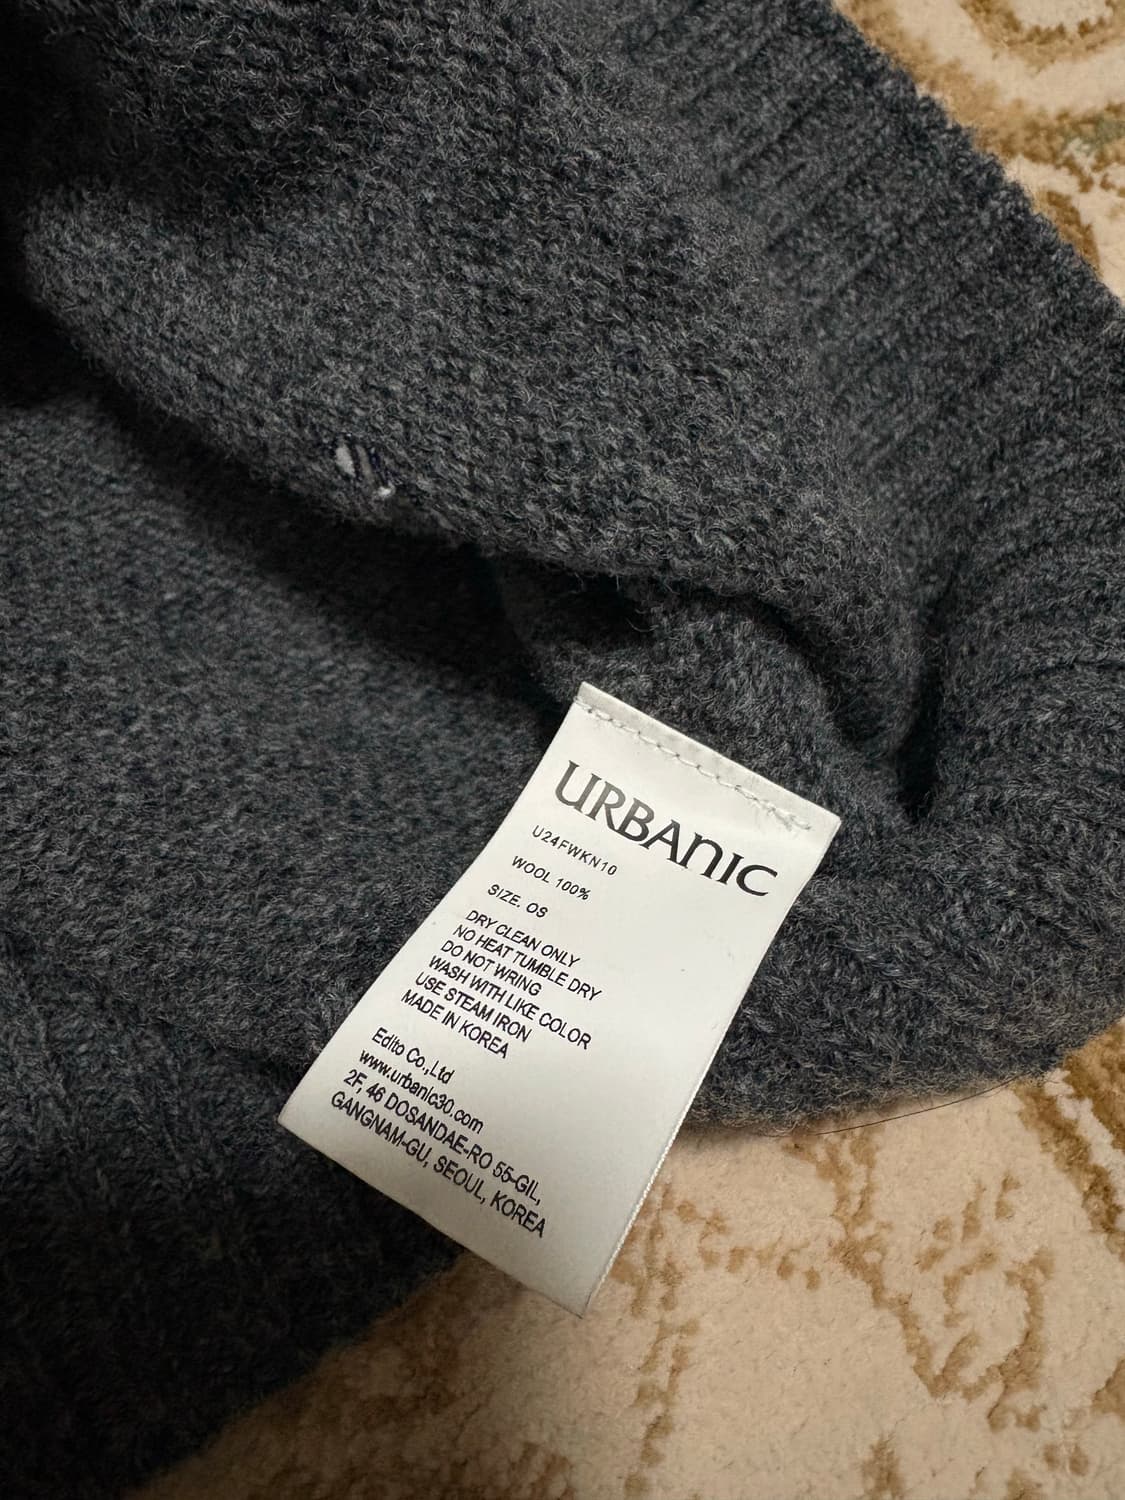 URBANIC
U24FWKN10
WOOL 100%
SIZE. OS
DRY CLEAN ONLY
NO HEAT TUMBLE DRY
DO NOT WRING
WASH WITH LIKE COLOR
USE STEAM IRON
MADE IN KOREA
Edito Co.,Ltd
www.urbanic30.com
2F, 46 DOSANDAE-RO 55-GIL,
GANGNAM-GU, SEOUL, KOREA